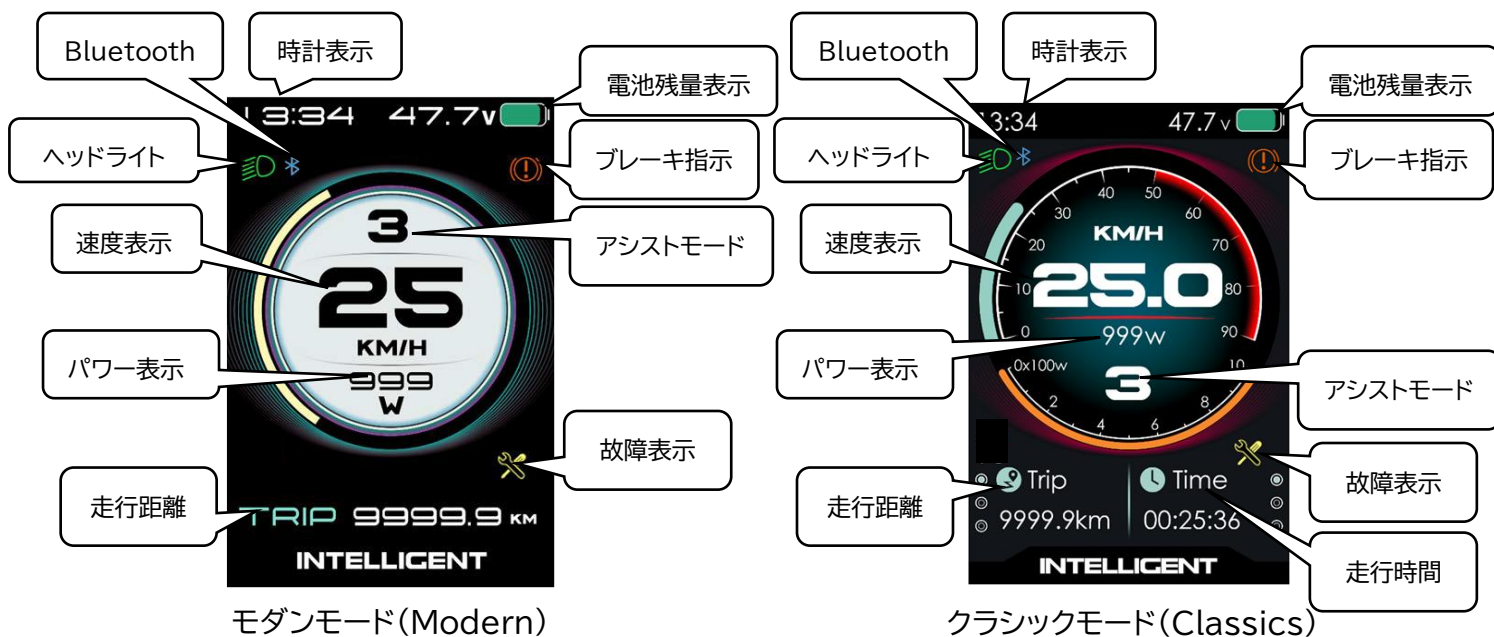 Bluetooth
時計表示
電池残量表示
ヘッドライト
ブレーキ指示
速度表示
アシストモード
パワー表示
故障表示
走行距離
13:34 47.7v
3
25
KM/H
999
W
TRIP 9999.9 KM
INTELLIGENT
モダンモード(Modern)
Bluetooth
時計表示
電池残量表示
ヘッドライト
ブレーキ指示
速度表示
パワー表示
アシストモード
故障表示
走行距離
走行時間
13:34 47.7 v
0 10 20 30 40 50 60 70 80 90
KM/H
25.0
999w
3
0x100w 2 4 6 8 10
Trip
9999.9km
Time
00:25:36
INTELLIGENT
クラシックモード(Classics)